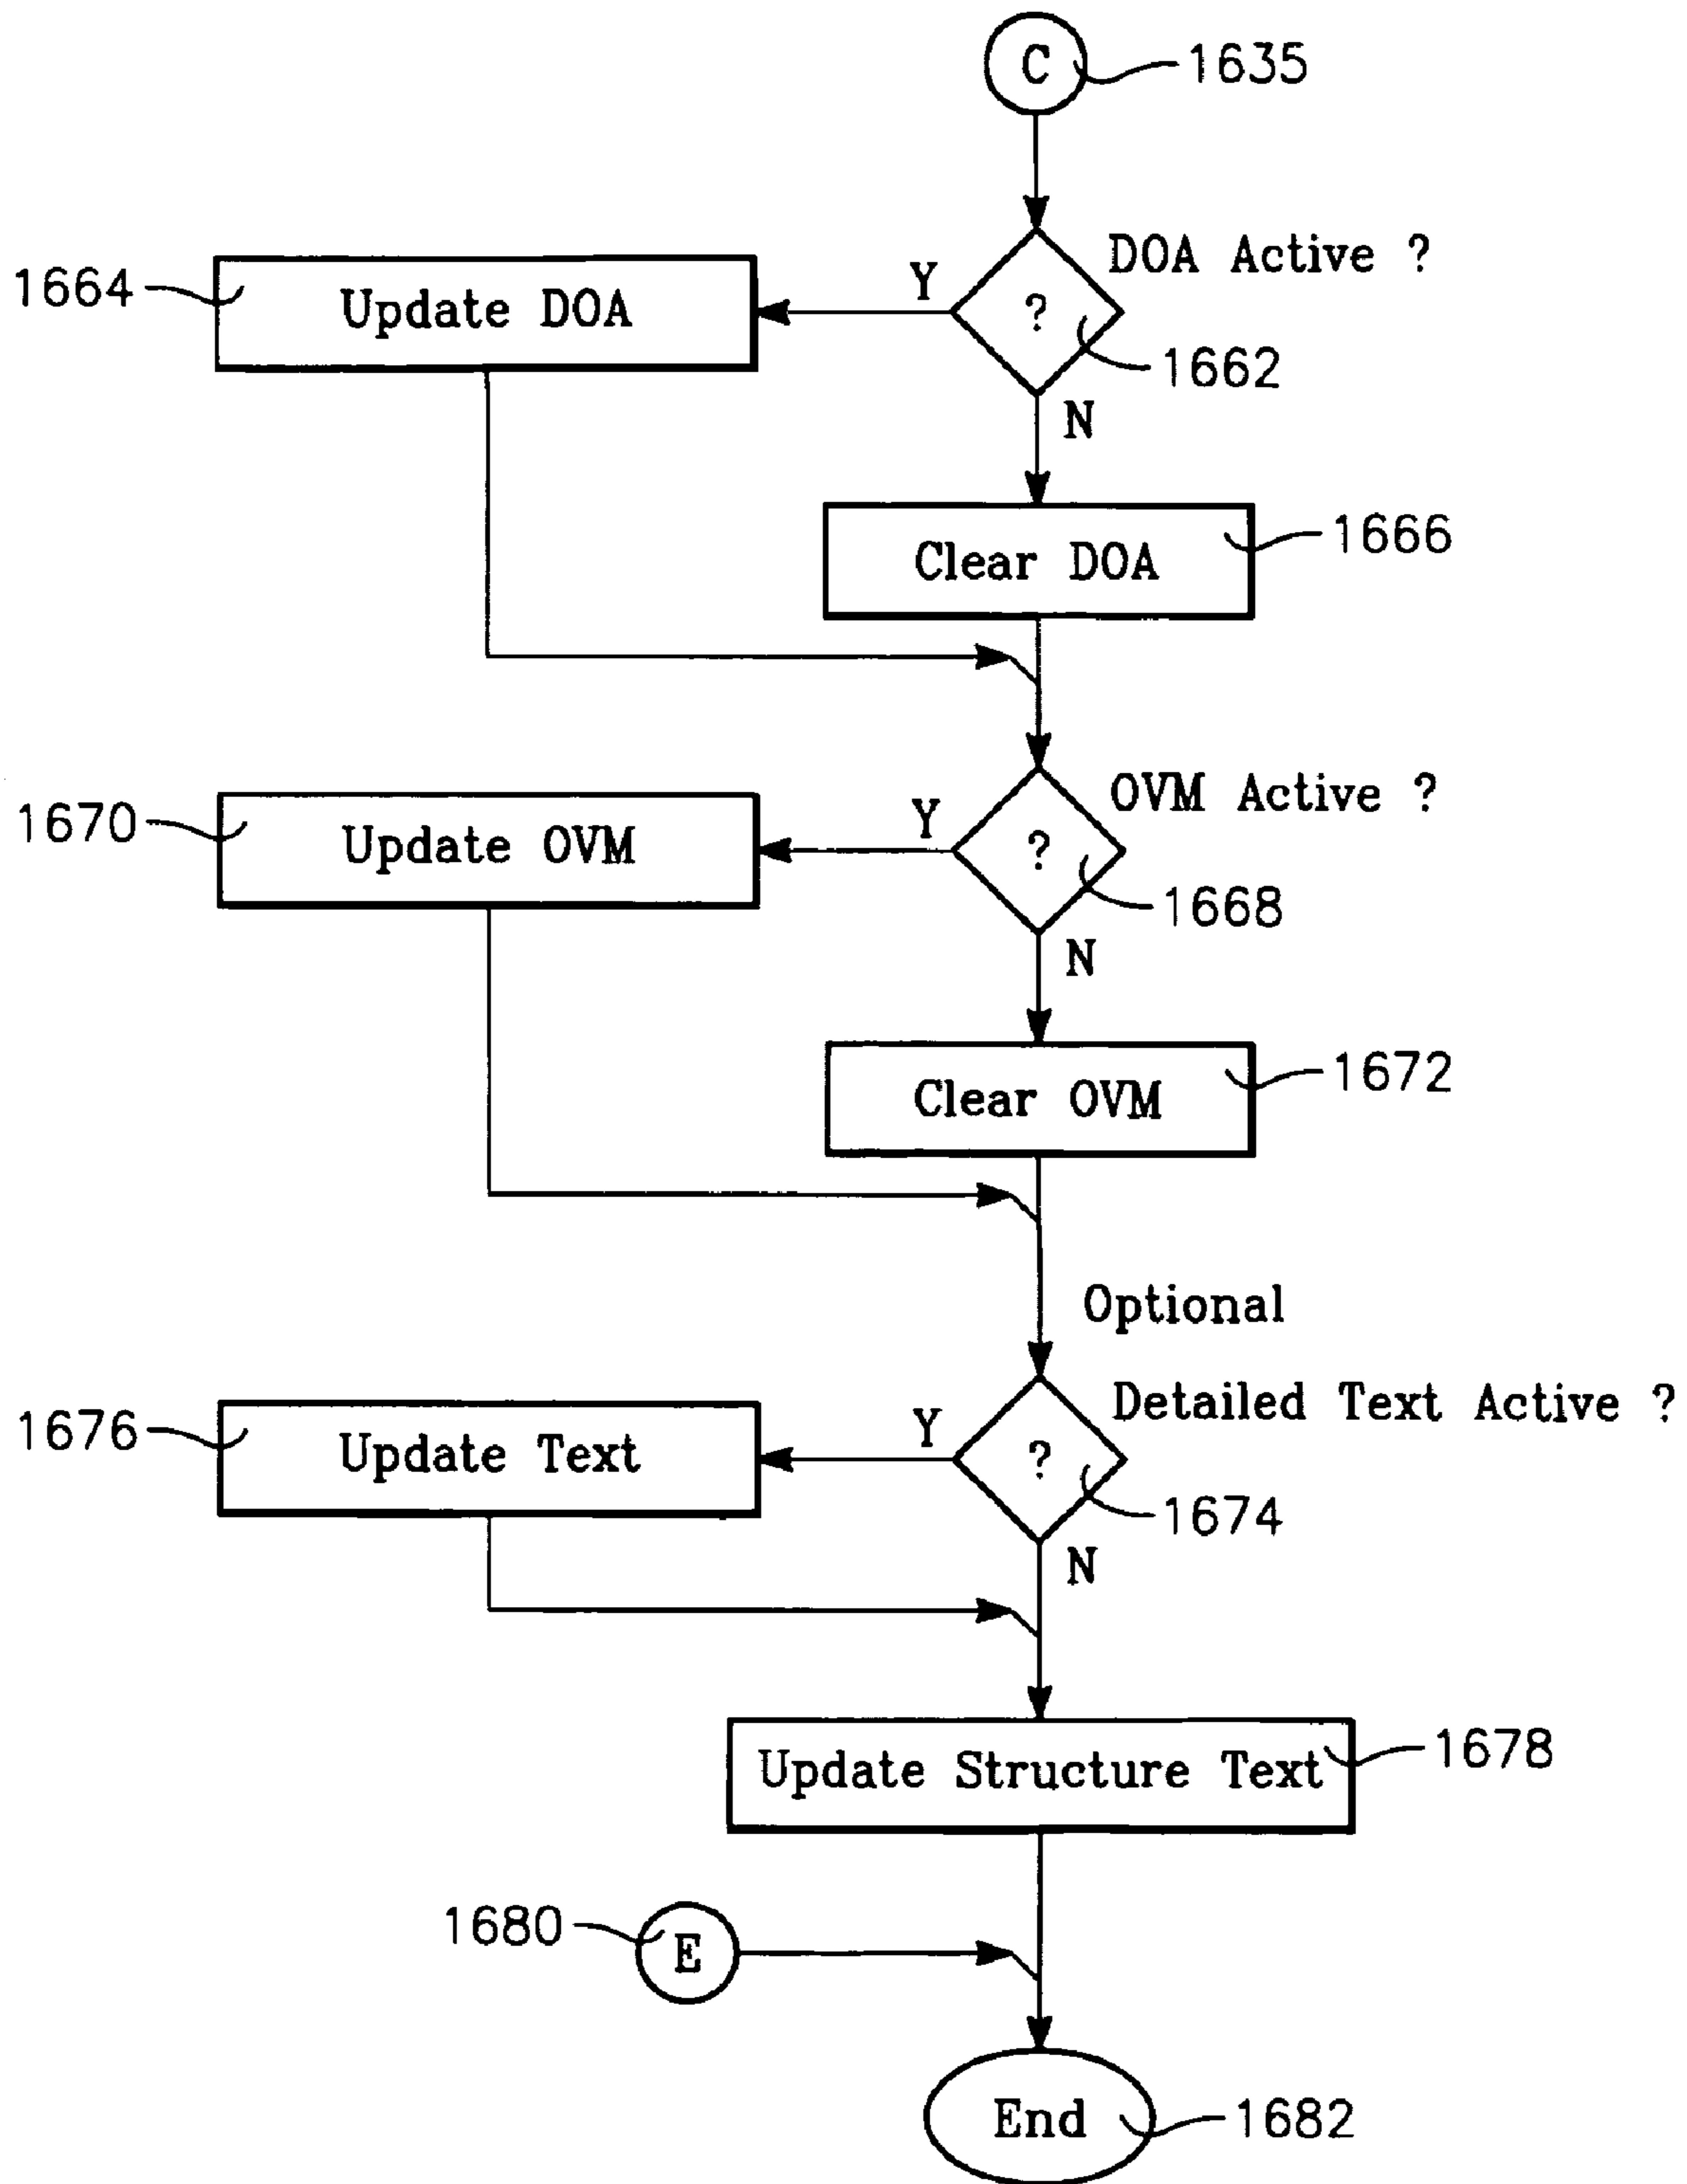 C
1635
DOA Active ?
Y
?
1662
1664
Update DOA
N
Clear DOA
1666
OVM Active ?
Y
?
1668
1670
Update OVM
N
Clear OVM
1672
Optional
Detailed Text Active ?
Y
?
1674
1676
Update Text
N
Update Structure Text
1678
1680
E
End
1682